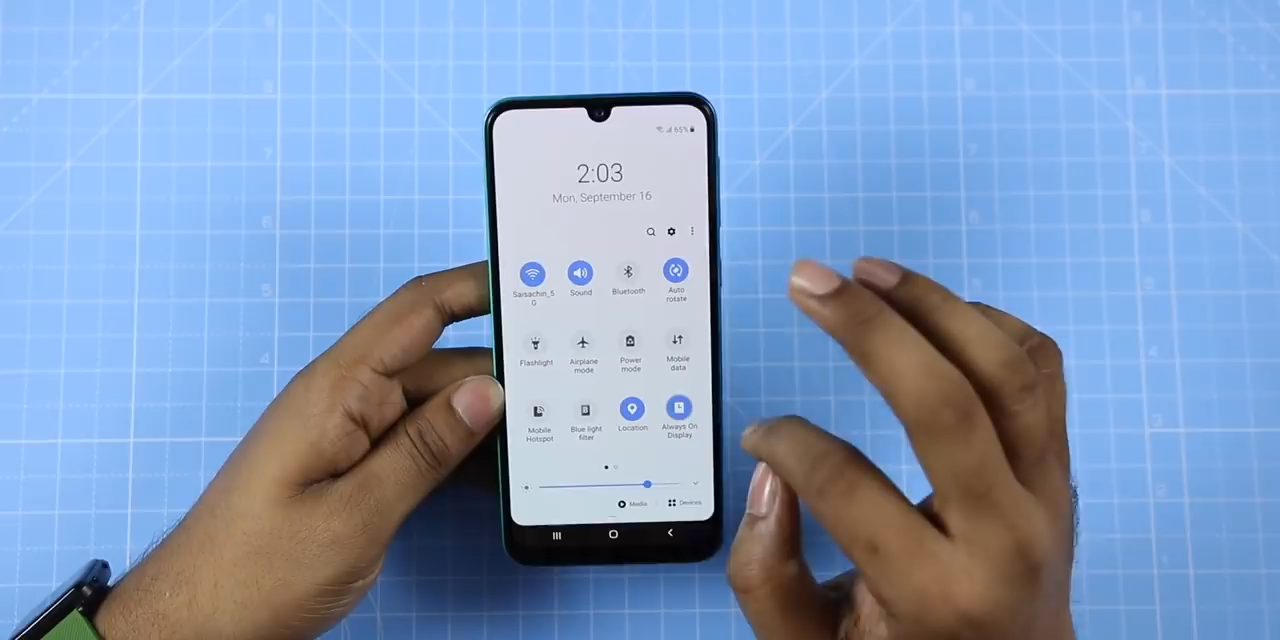 65%
2:03
Mon, September 16
Saisachin_5
G
Sound
Bluetooth
Auto
rotate
Flashlight
Airplane
mode
Power
mode
Mobile
data
Mobile
Hotspot
Blue light
filter
Location
Always On
Display
Media
Devices